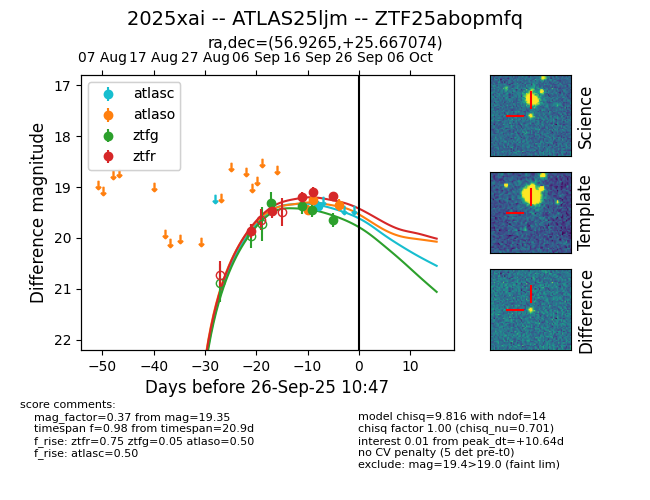 2025xai -- ATLAS25ljm -- ZTF25abopmfq
ra,dec=(56.9265,+25.667074)
07 Aug 17 Aug 27 Aug 06 Sep 16 Sep 26 Sep 06 Oct
17
18
19
20
21
22
Difference magnitude
atlasc
atlaso
ztfg
ztfr
−50 −40 −30 −20 −10 0 10
Days before 26-Sep-25 10:47
Science
Template
Difference
score comments:
mag_factor=0.37 from mag=19.35
timespan f=0.98 from timespan=20.9d
f_rise: ztfr=0.75 ztfg=0.05 atlaso=0.50
f_rise: atlasc=0.50
model chisq=9.816 with ndof=14
chisq factor 1.00 (chisq_nu=0.701)
interest 0.01 from peak_dt=+10.64d
no CV penalty (5 det pre-t0)
exclude: mag=19.4>19.0 (faint lim)